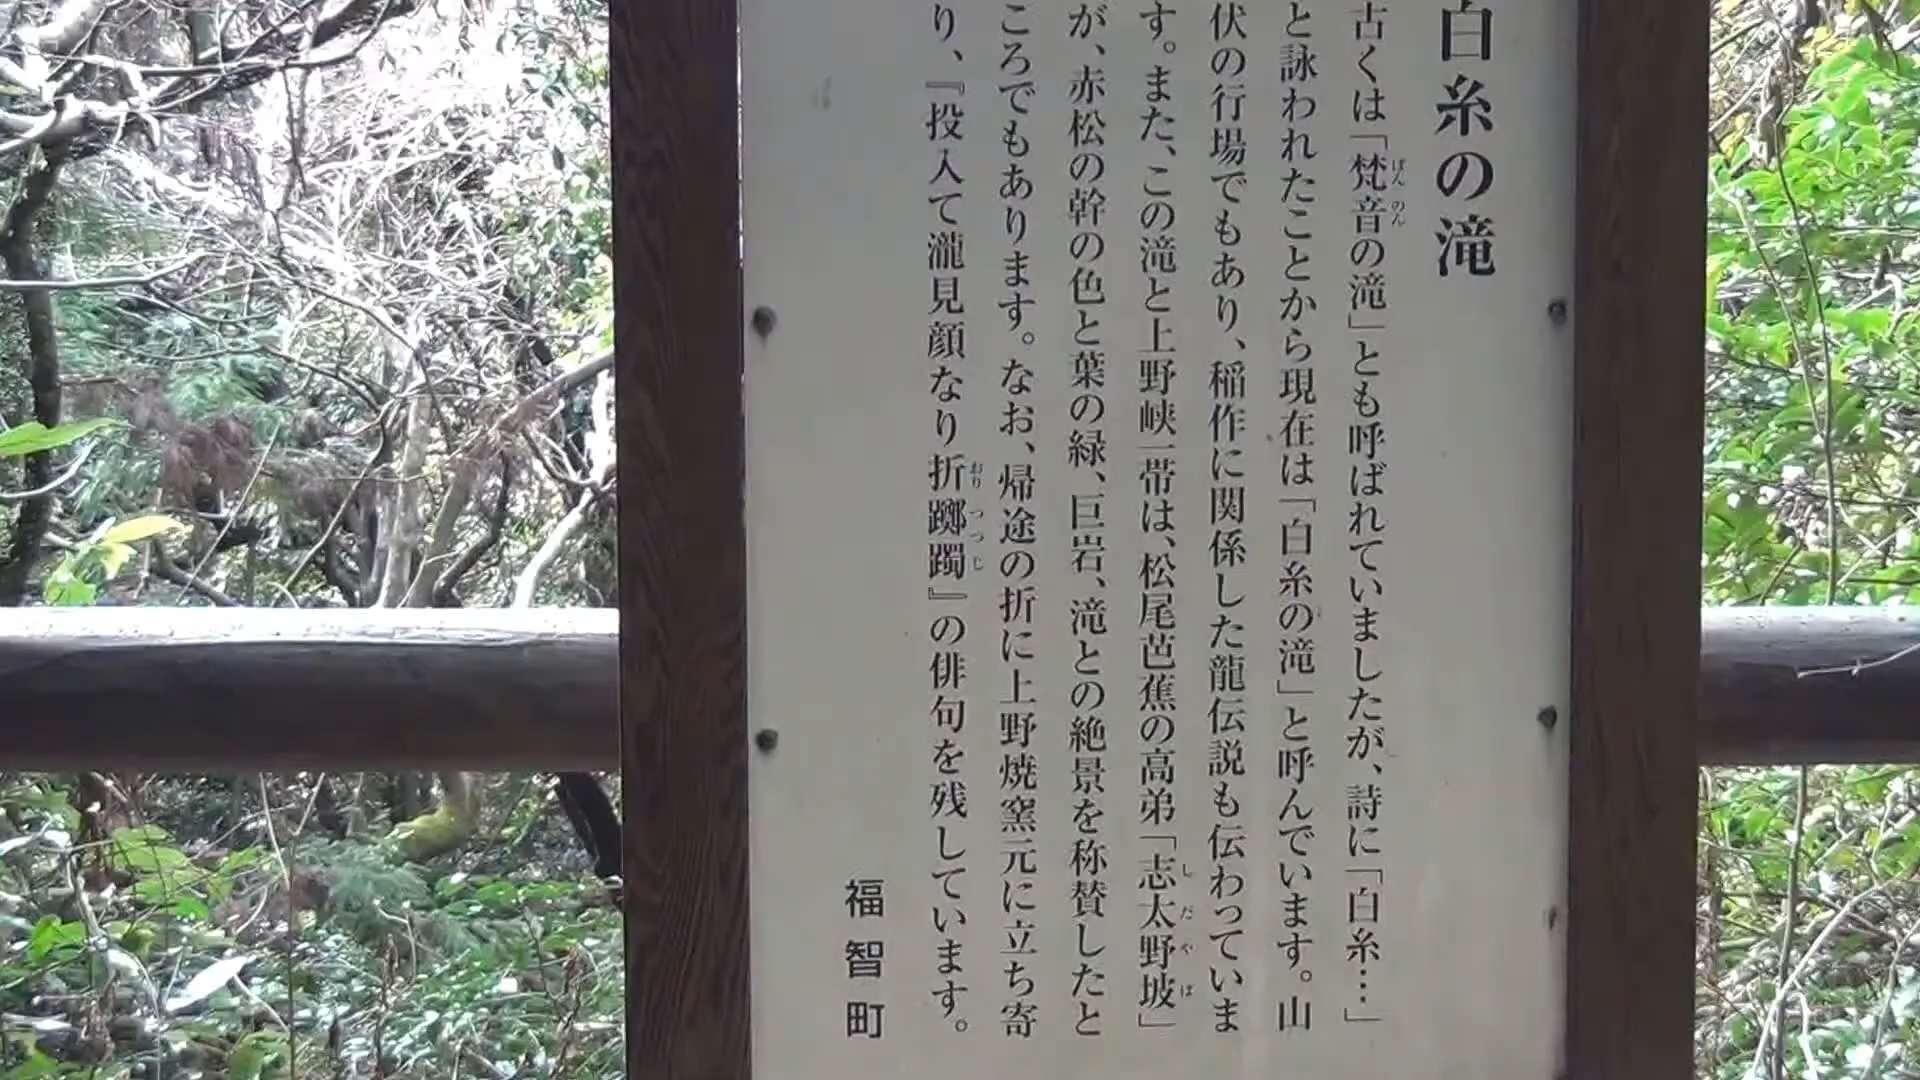 白糸の滝
古くは「梵音の滝」とも呼ばれていましたが、詩に「白糸…」
と詠われたことから現在は「白糸の滝」と呼んでいます。山
伏の行場でもあり、稲作に関係した龍伝説も伝わっていま
す。また、この滝と上野峡一帯は、松尾芭蕉の高弟「志太野坡」
が、赤松の幹の色と葉の緑、巨岩、滝との絶景を称賛したと
ころでもあります。なお、帰途の折に上野焼窯元に立ち寄
り、『投入て瀧見顔なり折躑躅』の俳句を残しています。
福智町